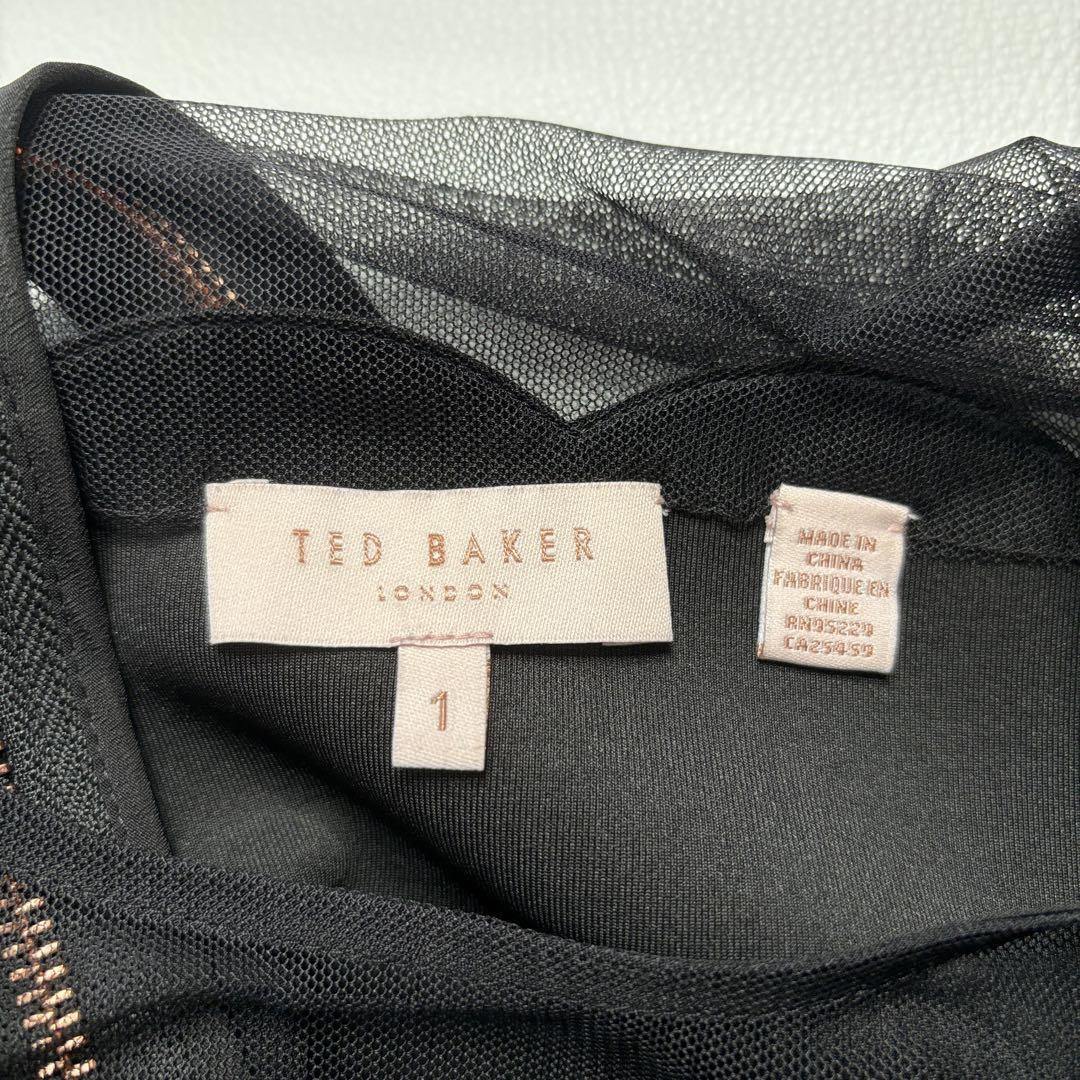 TED BAKER
LONDON
1
MADE IN
CHINA
FABRIQUE EN
CHINE
RN95229
CA25459